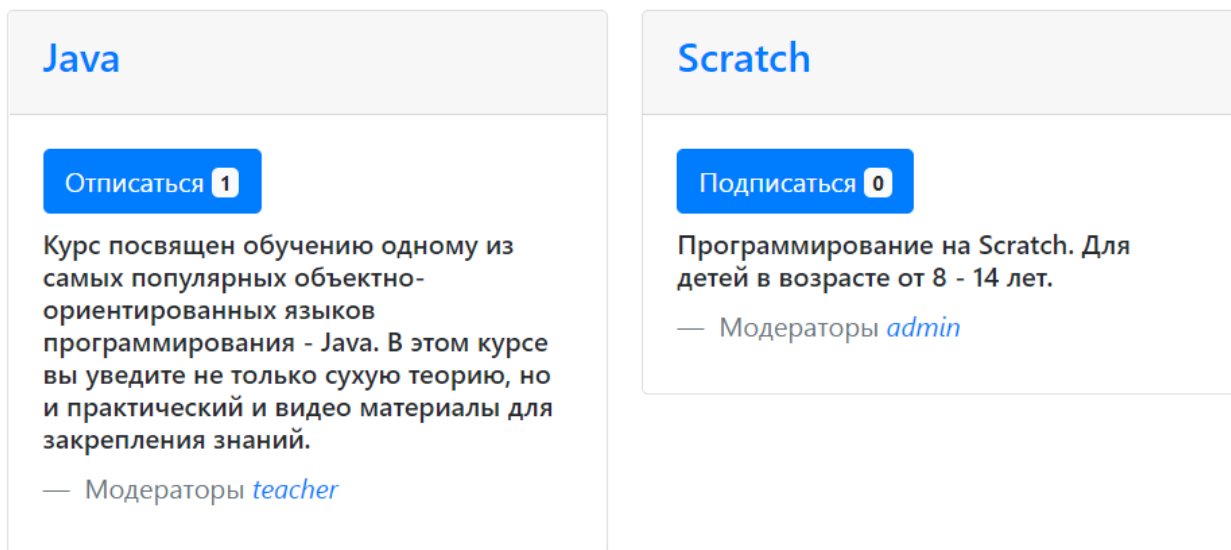 Java
Отписаться 1
Курс посвящен обучению одному из
самых популярных объектно-
ориентированных языков
программирования - Java. В этом курсе
вы уведите не только сухую теорию, но
и практический и видео материалы для
закрепления знаний.
— Модераторы teacher
Scratch
Подписаться 0
Программирование на Scratch. Для
детей в возрасте от 8 - 14 лет.
— Модераторы admin